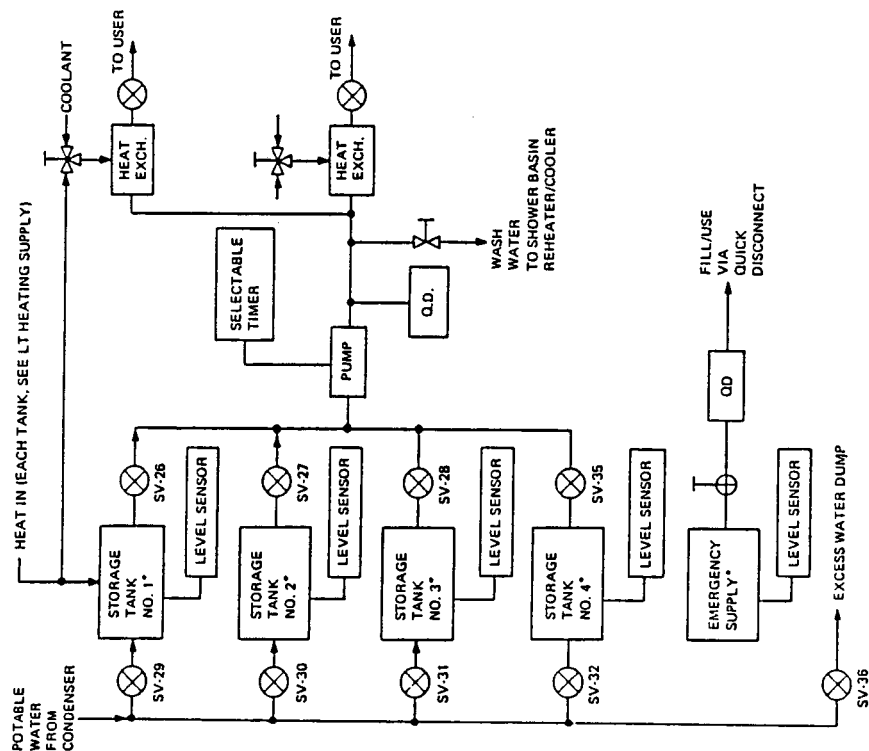 HEAT IN (EACH TANK, SEE LT HEATING SUPPLY)
COOLANT
TO USER
HEAT
EXCH.
TO USER
HEAT
EXCH.
SELECTABLE
TIMER
PUMP
Q.D.
WASH
WATER
TO SHOWER BASIN
REHEATER/COOLER
POTABLE
WATER
FROM
CONDENSER
SV-29
STORAGE
TANK
NO. 1*
SV-26
LEVEL SENSOR
SV-30
STORAGE
TANK
NO. 2*
SV-27
LEVEL SENSOR
SV-31
STORAGE
TANK
NO. 3*
SV-28
LEVEL SENSOR
SV-32
STORAGE
TANK
NO. 4*
SV-35
LEVEL SENSOR
EMERGENCY
SUPPLY*
LEVEL SENSOR
QD
FILL/USE
VIA
QUICK
DISCONNECT
SV-36
EXCESS WATER DUMP